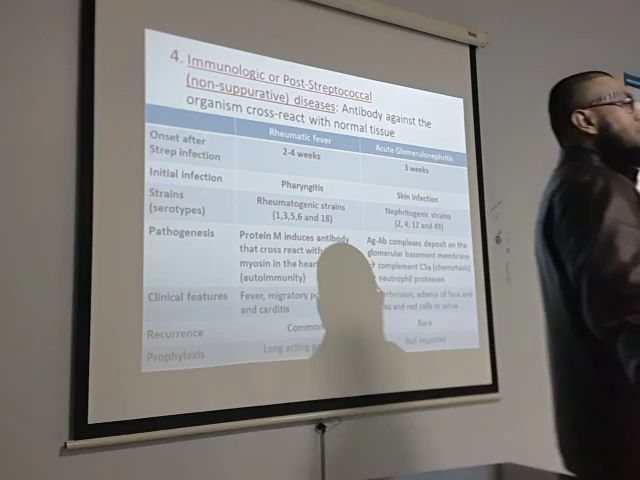 4. Immunologic or Post-Streptococcal
(non-suppurative) diseases: Antibody against the
organism cross-react with normal tissue
Rheumatic fever
Acute Glomerulonephritis
Onset after
Strep infection
2-4 weeks
3 weeks
Initial infection
Pharyngitis
Skin infection
Strains
(serotypes)
Rheumatogenic strains
(1,3,5,6 and 18)
Nephritogenic strains
(2, 4, 12 and 49)
Pathogenesis
Protein M induces antibody
that cross react with
myosin in the hear
(autoimmunity)
Ag-Ab complexes deposit on the
glomerular basement membrane
→ complement C5a (chemotaxis)
neutrophil proteases
Clinical features
Fever, migratory po
and carditis
rtension, edema of face and
es and red cells in urine
Recurrence
Common
Rare
Prophylaxis
Long acting p
Not required